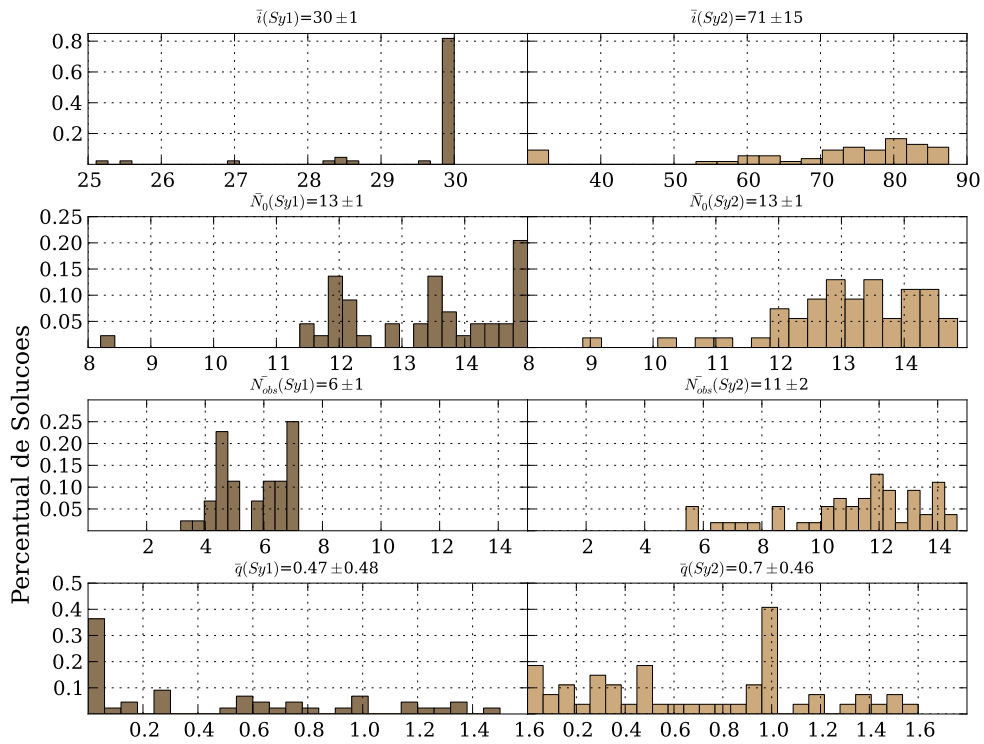 ī(Sy1)=30±1 ī(Sy2)=71±15
0.8
0.6
0.4
0.2
25 26 27 28 29 30 40 50 60 70 80 90
N̄₀(Sy1)=13±1 N̄₀(Sy2)=13±1
0.25
0.20
0.15
0.10
0.05
8 9 10 11 12 13 14 8 9 10 11 12 13 14
N̄obs(Sy1)=6±1 N̄obs(Sy2)=11±2
0.25
0.20
0.15
0.10
0.05
2 4 6 8 10 12 14 2 4 6 8 10 12 14
q̄(Sy1)=0.47±0.48 q̄(Sy2)=0.7±0.46
0.5
0.4
0.3
0.2
0.1
0.2 0.4 0.6 0.8 1.0 1.2 1.4 1.6 0.2 0.4 0.6 0.8 1.0 1.2 1.4 1.6
Percentual de Solucoes